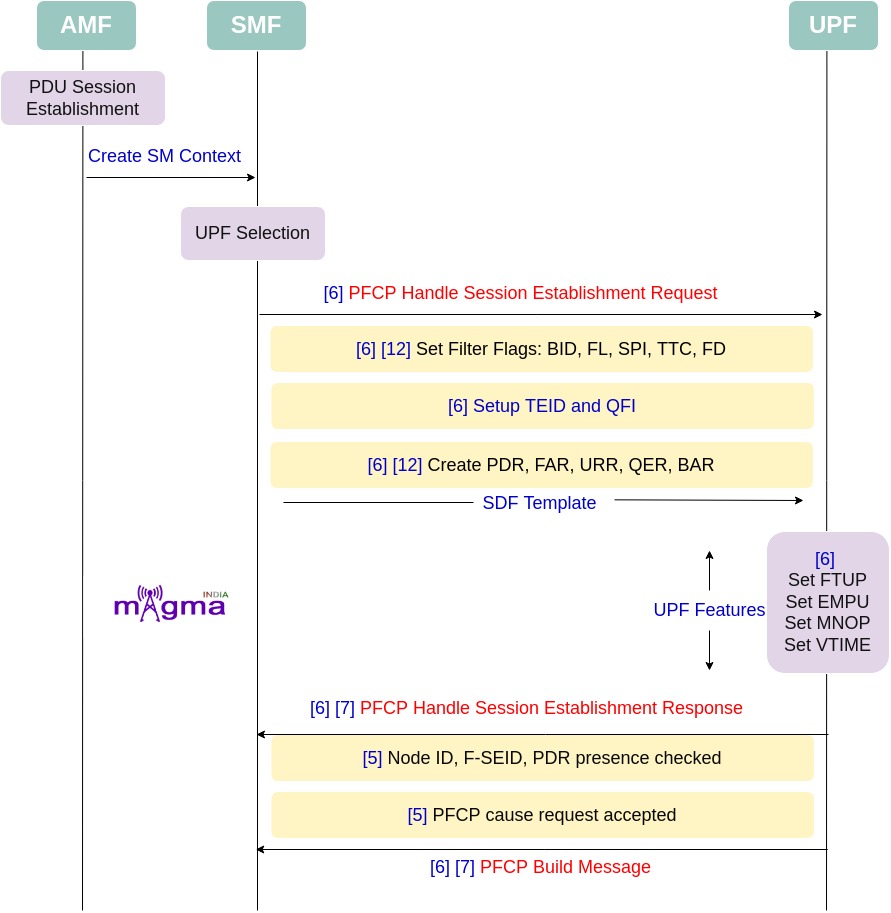 AMF
SMF
UPF
PDU Session
Establishment
Create SM Context
UPF Selection
[6] PFCP Handle Session Establishment Request
[6] [12] Set Filter Flags: BID, FL, SPI, TTC, FD
[6] Setup TEID and QFI
[6] [12] Create PDR, FAR, URR, QER, BAR
SDF Template
[6]
Set FTUP
Set EMPU
Set MNOP
Set VTIME
UPF Features
INDIA
magma
[6] [7] PFCP Handle Session Establishment Response
[5] Node ID, F-SEID, PDR presence checked
[5] PFCP cause request accepted
[6] [7] PFCP Build Message